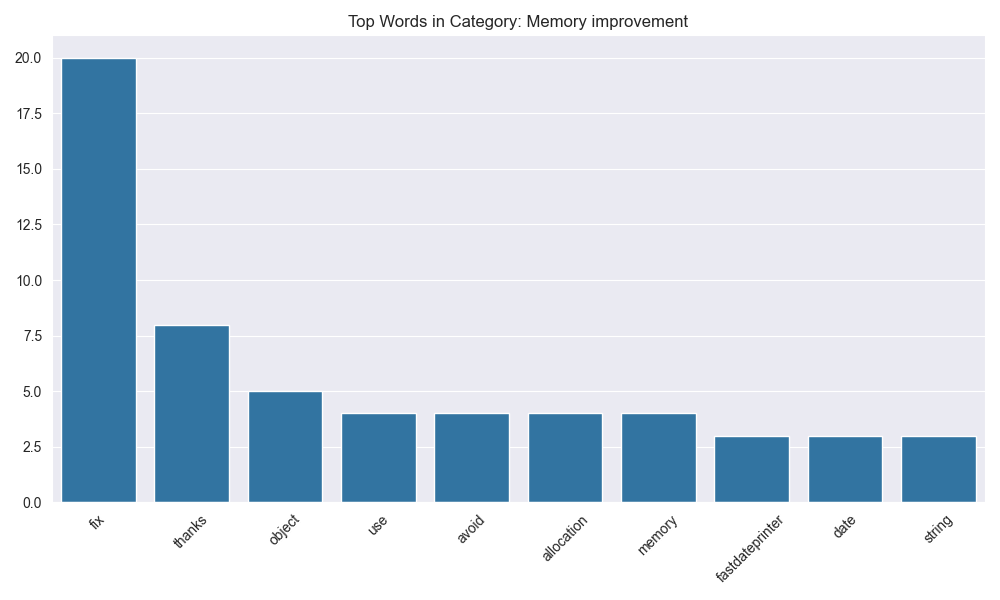 Top Words in Category: Memory improvement
20.0
17.5
15.0
12.5
10.0
7.5
5.0
2.5
0.0
fix
thanks
object
use
avoid
allocation
memory
fastdateprinter
date
string